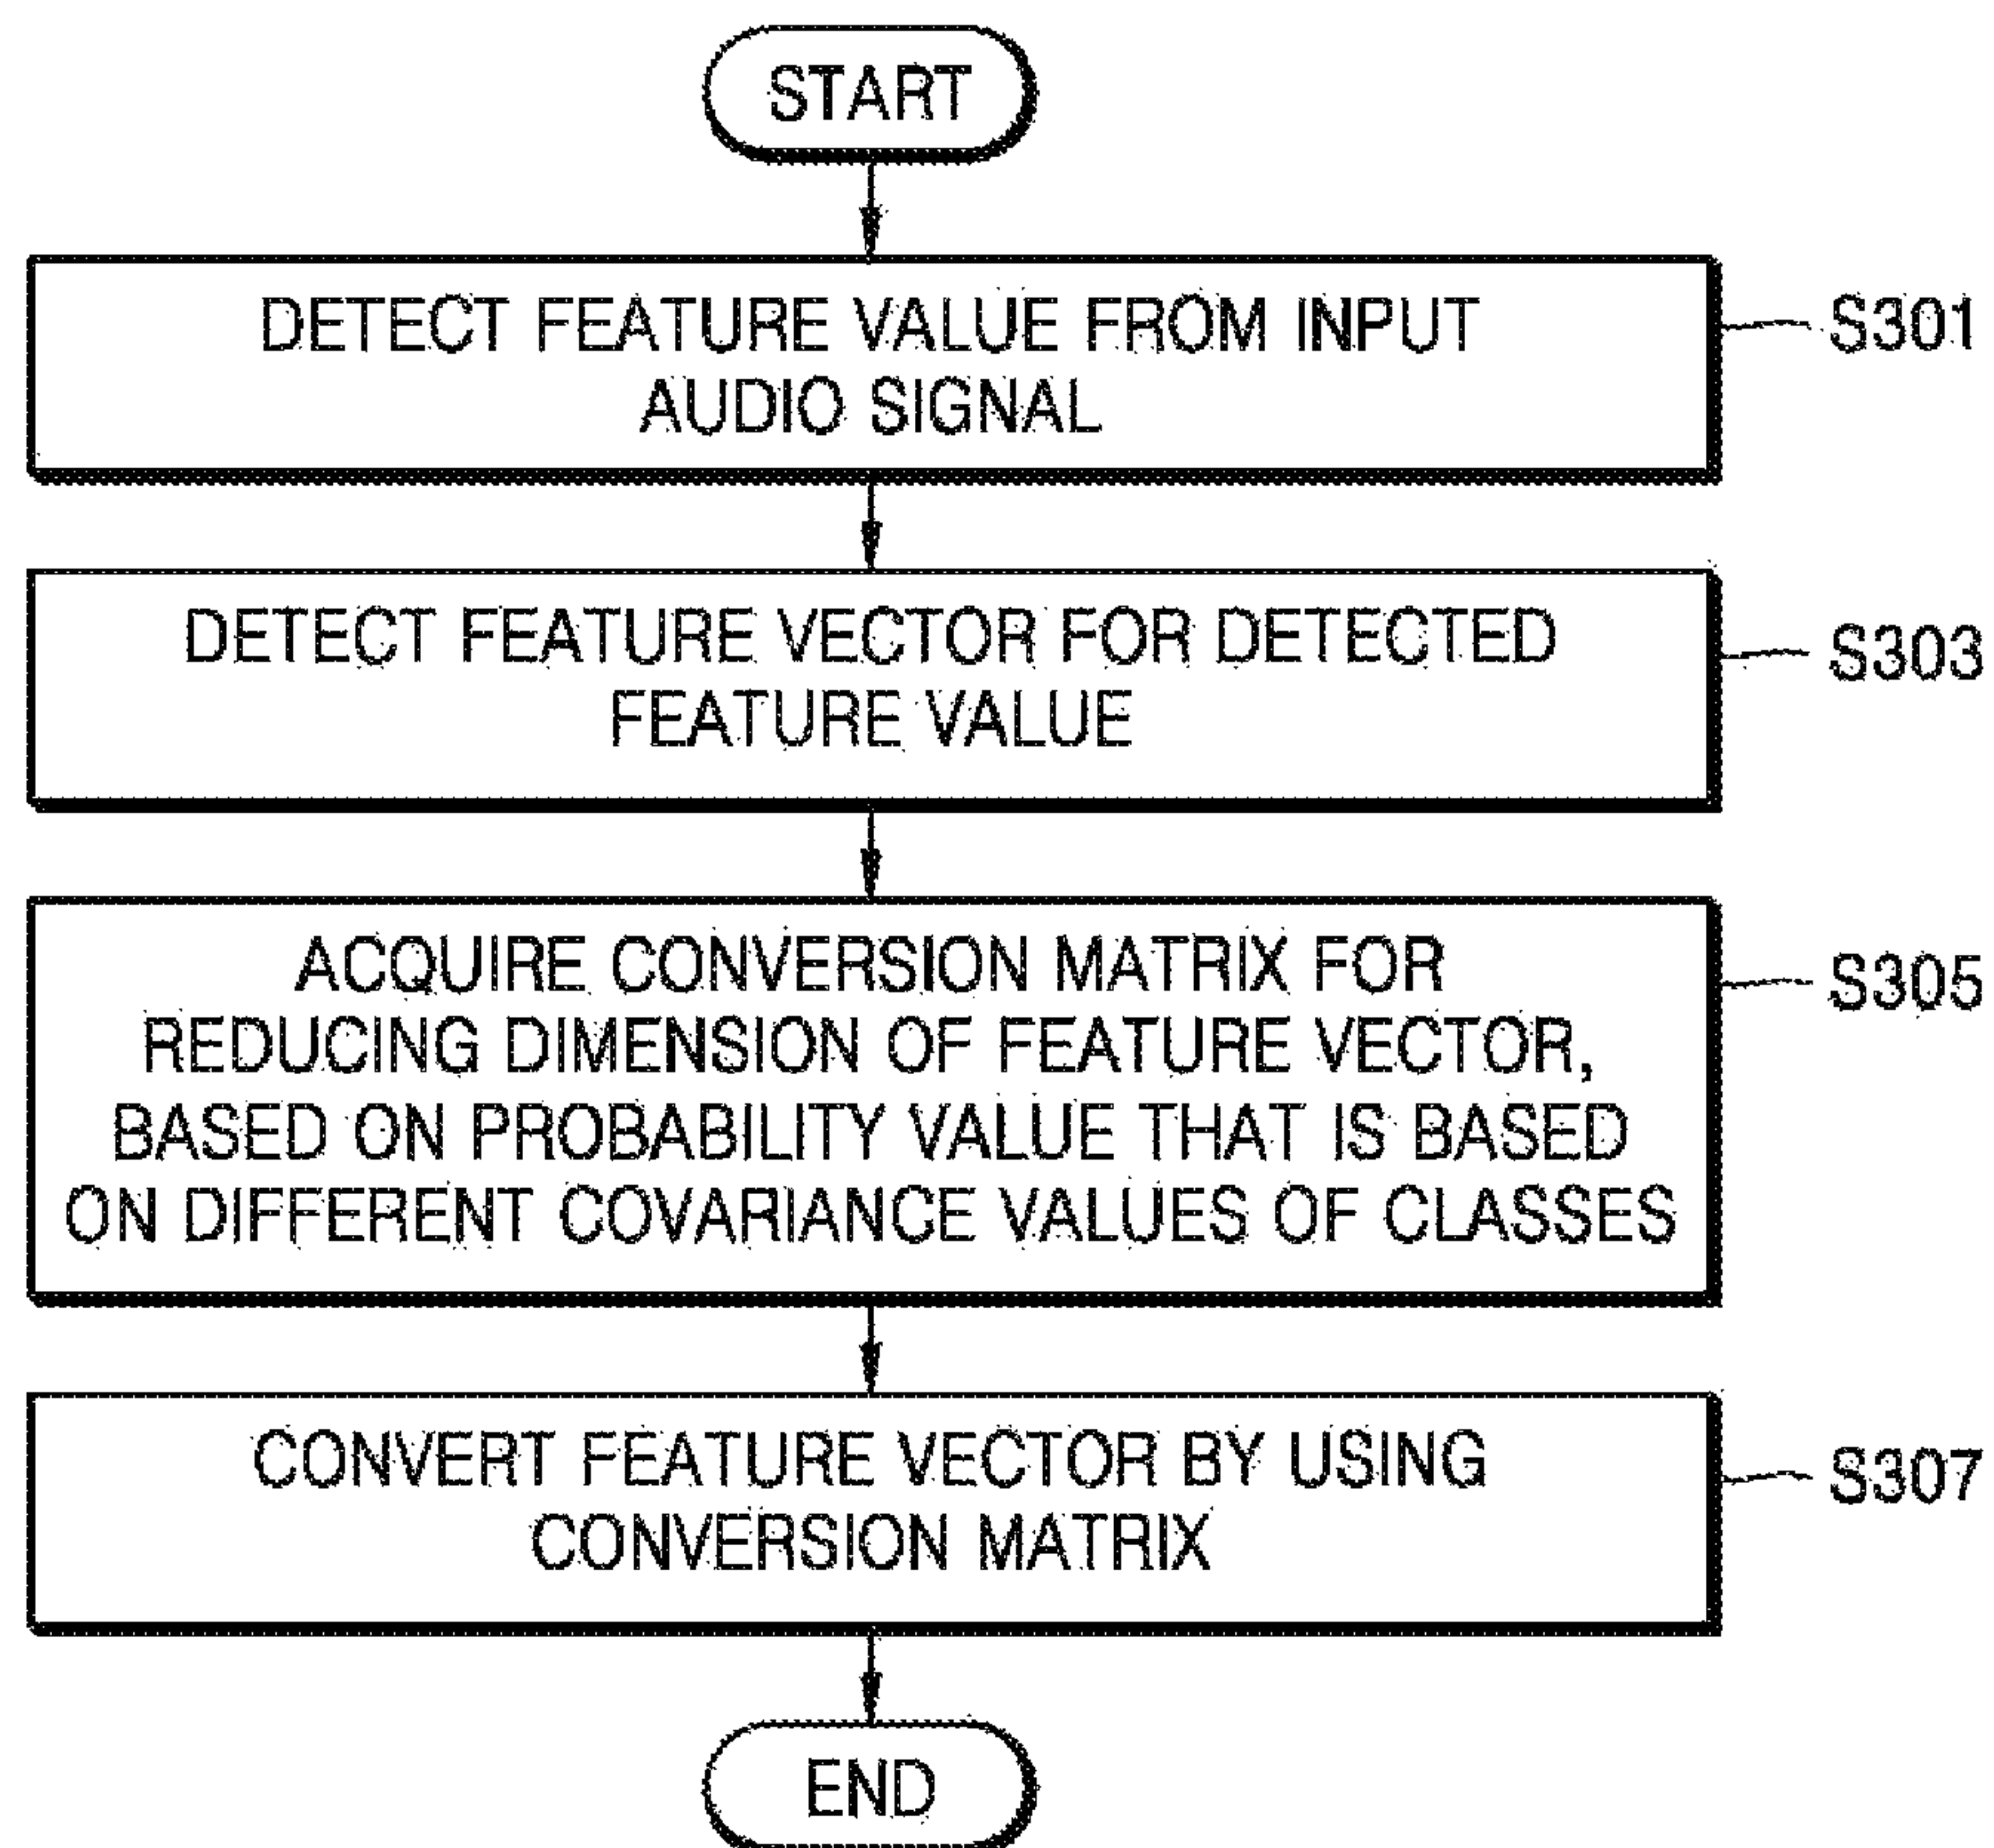 START
DETECT FEATURE VALUE FROM INPUT
AUDIO SIGNAL
S301
DETECT FEATURE VECTOR FOR DETECTED
FEATURE VALUE
S303
ACQUIRE CONVERSION MATRIX FOR
REDUCING DIMENSION OF FEATURE VECTOR,
BASED ON PROBABILITY VALUE THAT IS BASED
ON DIFFERENT COVARIANCE VALUES OF CLASSES
S305
CONVERT FEATURE VECTOR BY USING
CONVERSION MATRIX
S307
END